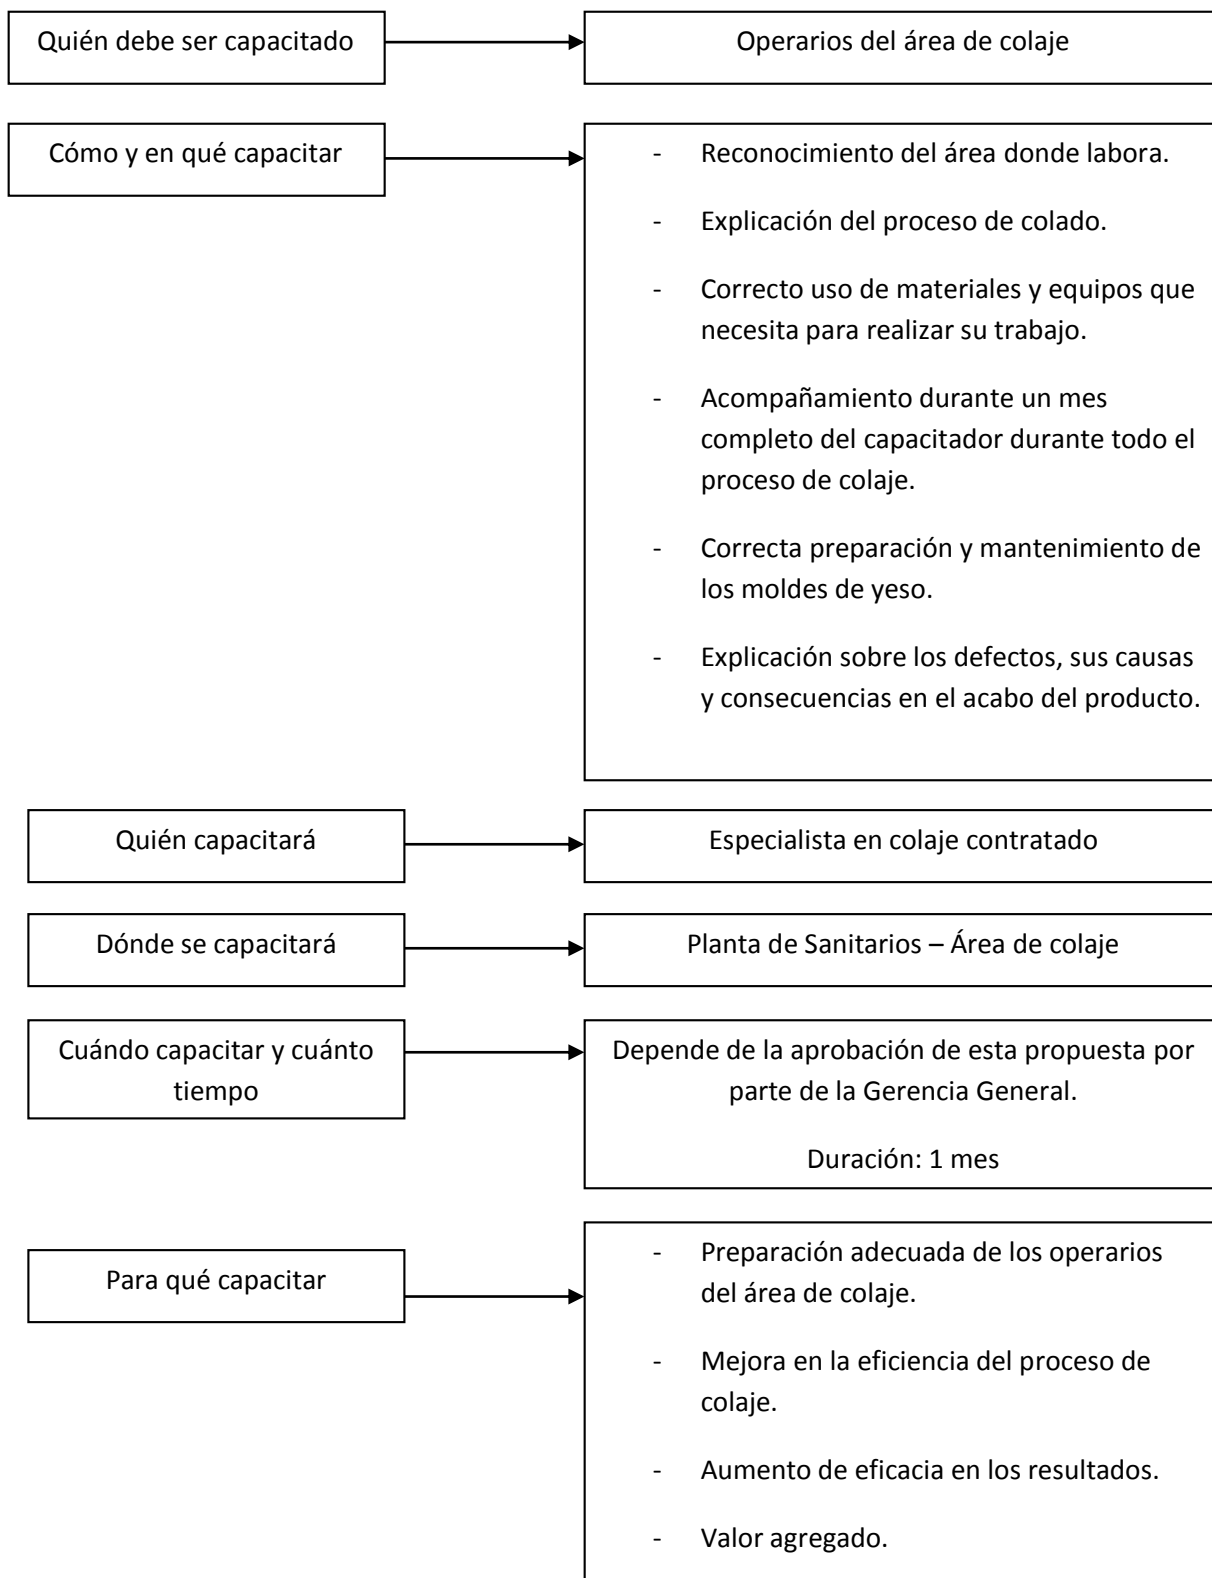 Quién debe ser capacitado
Operarios del área de colaje
Cómo y en qué capacitar
- Reconocimiento del área donde labora.
- Explicación del proceso de colado.
- Correcto uso de materiales y equipos que
necesita para realizar su trabajo.
- Acompañamiento durante un mes
completo del capacitador durante todo el
proceso de colaje.
- Correcta preparación y mantenimiento de
los moldes de yeso.
- Explicación sobre los defectos, sus causas
y consecuencias en el acabo del producto.
Quién capacitará
Especialista en colaje contratado
Dónde se capacitará
Planta de Sanitarios – Área de colaje
Cuándo capacitar y cuánto
tiempo
Depende de la aprobación de esta propuesta por
parte de la Gerencia General.
Duración: 1 mes
Para qué capacitar
- Preparación adecuada de los operarios
del área de colaje.
- Mejora en la eficiencia del proceso de
colaje.
- Aumento de eficacia en los resultados.
- Valor agregado.